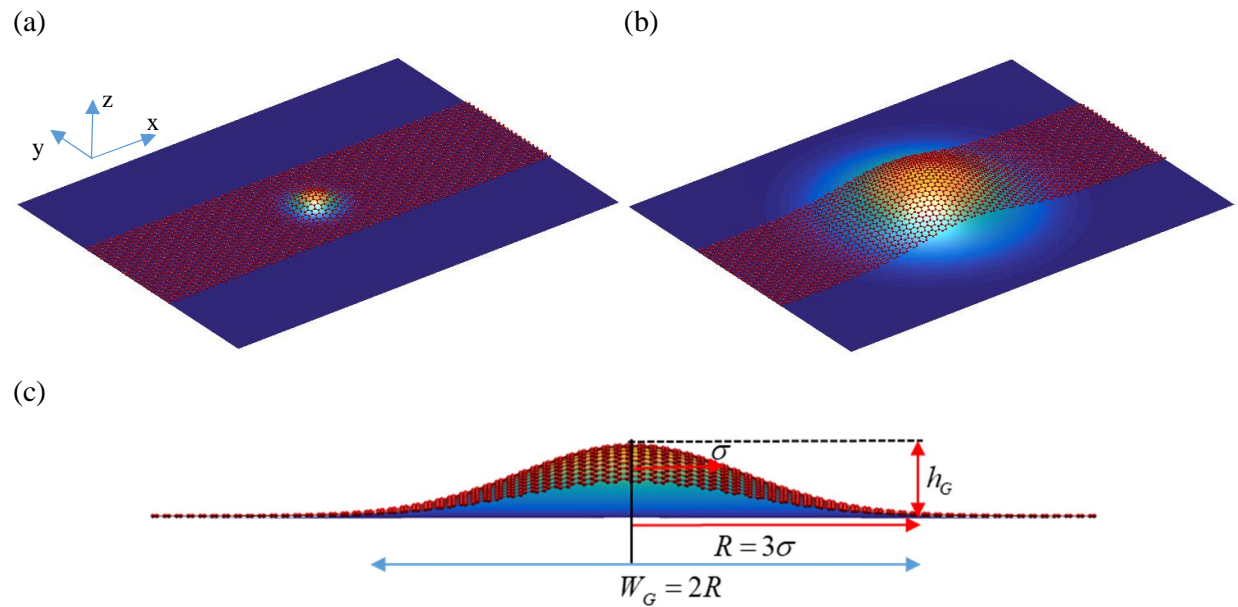 (a)
(b)
z
x
y
(c)
σ
h_G
R = 3σ
W_G = 2R